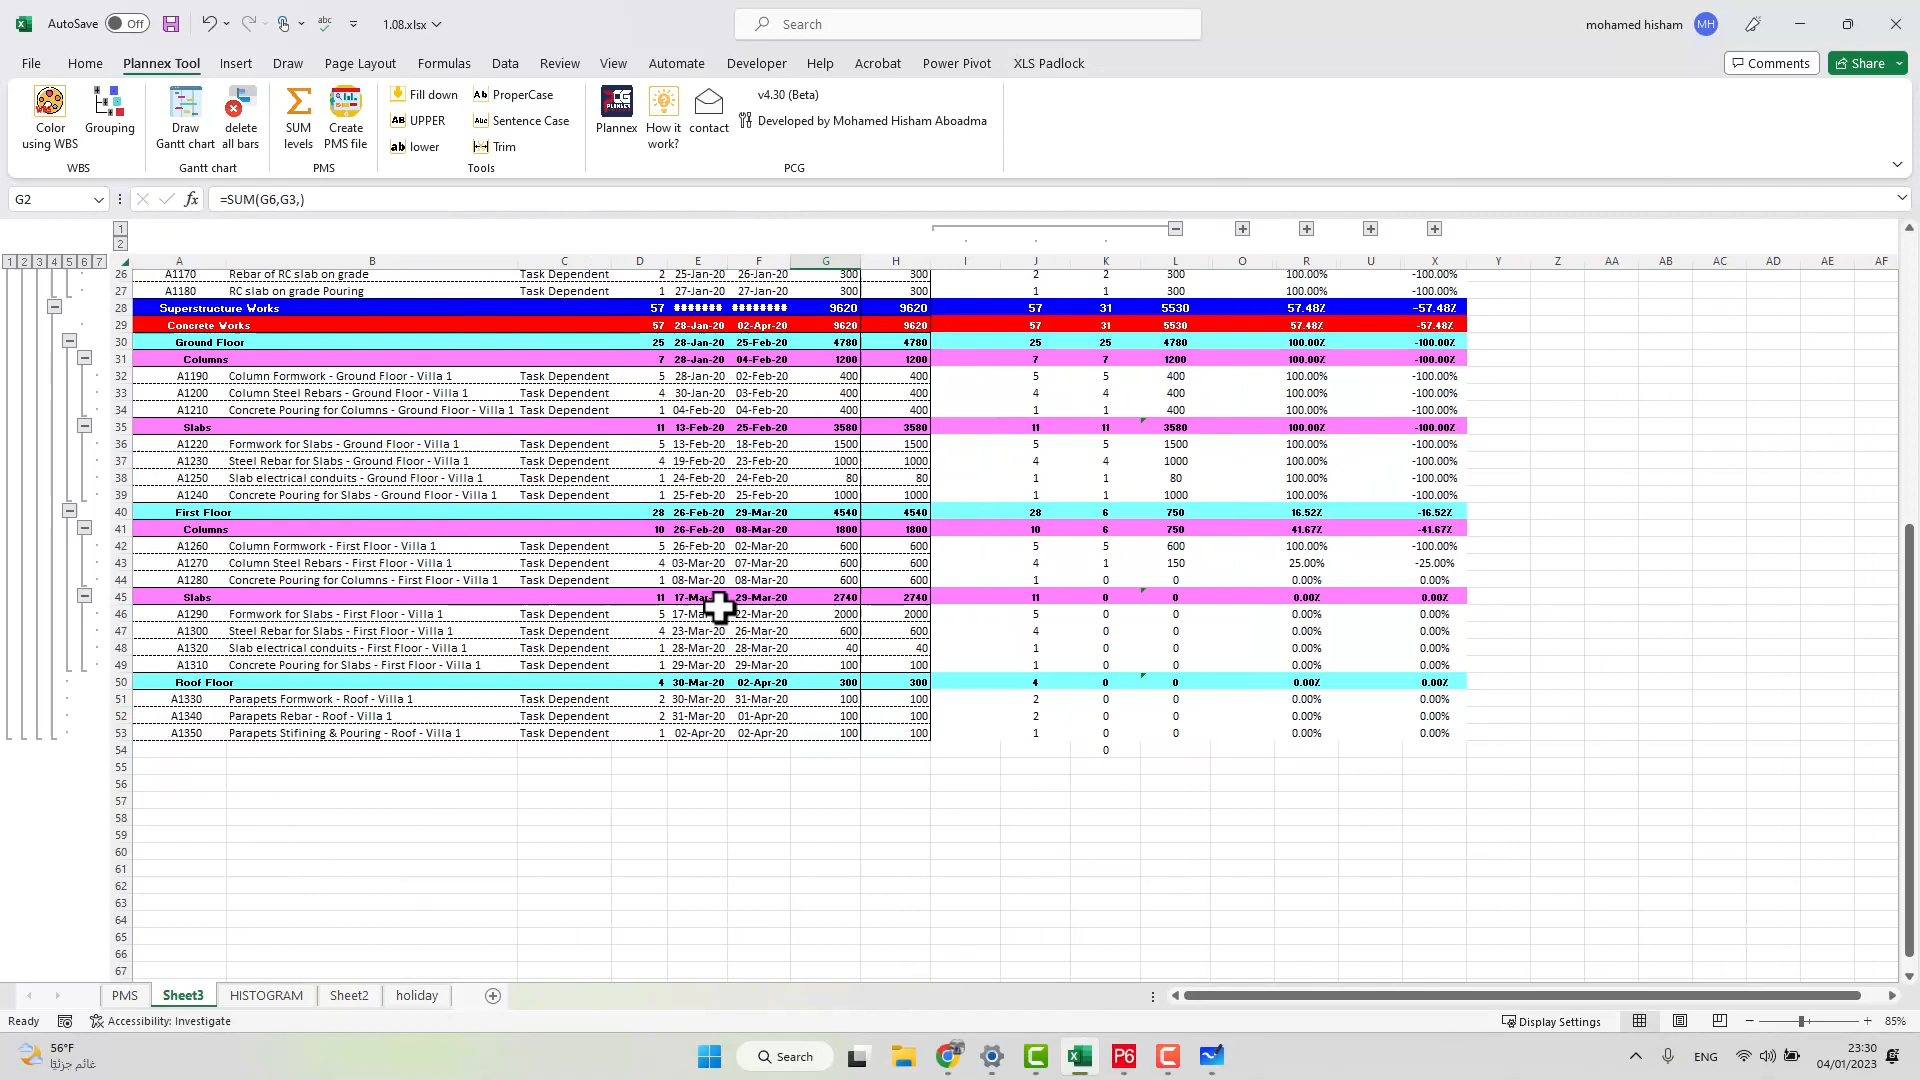 AutoSave Off 1.08.xlsx Search mohamed hisham MH
File Home Plannex Tool Insert Draw Page Layout Formulas Data Review View Automate Developer Help Acrobat Power Pivot XLS Padlock Comments Share
Color using WBS Grouping Draw Gantt chart delete all bars SUM levels Create PMS file
Fill down ProperCase
UPPER Sentence Case
lower Trim
Plannex How it work? contact
v4.30 (Beta)
Developed by Mohamed Hisham Aboadma
WBS Gantt chart PMS Tools PCG
G2 =SUM(G6,G3,)
1
2
1 2 3 4 5 6 7 A B C D E F G H I J K L O R U X Y Z AA AB AC AD AE AF
26 A1170 Rebar of RC slab on grade Task Dependent 2 25-Jan-20 26-Jan-20 300 300 2 2 300 100.00% -100.00%
27 A1180 RC slab on grade Pouring Task Dependent 1 27-Jan-20 27-Jan-20 300 300 1 1 300 100.00% -100.00%
28 Superstructure Works 57 ####### ######## 9620 9620 57 31 5530 57.48% -57.48%
29 Concrete Works 57 28-Jan-20 02-Apr-20 9620 9620 57 31 5530 57.48% -57.48%
30 Ground Floor 25 28-Jan-20 25-Feb-20 4780 4780 25 25 4780 100.00% -100.00%
31 Columns 7 28-Jan-20 04-Feb-20 1200 1200 7 7 1200 100.00% -100.00%
32 A1190 Column Formwork - Ground Floor - Villa 1 Task Dependent 5 28-Jan-20 02-Feb-20 400 400 5 5 400 100.00% -100.00%
33 A1200 Column Steel Rebars - Ground Floor - Villa 1 Task Dependent 4 30-Jan-20 03-Feb-20 400 400 4 4 400 100.00% -100.00%
34 A1210 Concrete Pouring for Columns - Ground Floor - Villa 1 Task Dependent 1 04-Feb-20 04-Feb-20 400 400 1 1 400 100.00% -100.00%
35 Slabs 11 13-Feb-20 25-Feb-20 3580 3580 11 11 3580 100.00% -100.00%
36 A1220 Formwork for Slabs - Ground Floor - Villa 1 Task Dependent 5 13-Feb-20 18-Feb-20 1500 1500 5 5 1500 100.00% -100.00%
37 A1230 Steel Rebar for Slabs - Ground Floor - Villa 1 Task Dependent 4 19-Feb-20 23-Feb-20 1000 1000 4 4 1000 100.00% -100.00%
38 A1250 Slab electrical conduits - Ground Floor - Villa 1 Task Dependent 1 24-Feb-20 24-Feb-20 80 80 1 1 80 100.00% -100.00%
39 A1240 Concrete Pouring for Slabs - Ground Floor - Villa 1 Task Dependent 1 25-Feb-20 25-Feb-20 1000 1000 1 1 1000 100.00% -100.00%
40 First Floor 28 26-Feb-20 29-Mar-20 4540 4540 28 6 750 16.52% -16.52%
41 Columns 10 26-Feb-20 08-Mar-20 1800 1800 10 6 750 41.67% -41.67%
42 A1260 Column Formwork - First Floor - Villa 1 Task Dependent 5 26-Feb-20 02-Mar-20 600 600 5 5 600 100.00% -100.00%
43 A1270 Column Steel Rebars - First Floor - Villa 1 Task Dependent 4 03-Mar-20 07-Mar-20 600 600 4 1 150 25.00% -25.00%
44 A1280 Concrete Pouring for Columns - First Floor - Villa 1 Task Dependent 1 08-Mar-20 08-Mar-20 600 600 1 0 0 0.00% 0.00%
45 Slabs 11 17-Mar 29-Mar-20 2740 2740 11 0 0 0.00% 0.00%
46 A1290 Formwork for Slabs - First Floor - Villa 1 Task Dependent 5 17-Ma 22-Mar-20 2000 2000 5 0 0 0.00% 0.00%
47 A1300 Steel Rebar for Slabs - First Floor - Villa 1 Task Dependent 4 23-Mar-20 26-Mar-20 600 600 4 0 0 0.00% 0.00%
48 A1320 Slab electrical conduits - First Floor - Villa 1 Task Dependent 1 28-Mar-20 28-Mar-20 40 40 1 0 0 0.00% 0.00%
49 A1310 Concrete Pouring for Slabs - First Floor - Villa 1 Task Dependent 1 29-Mar-20 29-Mar-20 100 100 1 0 0 0.00% 0.00%
50 Roof Floor 4 30-Mar-20 02-Apr-20 300 300 4 0 0 0.00% 0.00%
51 A1330 Parapets Formwork - Roof - Villa 1 Task Dependent 2 30-Mar-20 31-Mar-20 100 100 2 0 0 0.00% 0.00%
52 A1340 Parapets Rebar - Roof - Villa 1 Task Dependent 2 31-Mar-20 01-Apr-20 100 100 2 0 0 0.00% 0.00%
53 A1350 Parapets Stifining & Pouring - Roof - Villa 1 Task Dependent 1 02-Apr-20 02-Apr-20 100 100 1 0 0 0.00% 0.00%
54 0
55
56
57
58
59
60
61
62
63
64
65
66
67
PMS Sheet3 HISTOGRAM Sheet2 holiday
Ready Accessibility: Investigate Display Settings 85%
56°F
غائم جزئيًا
Search ENG 23:30
04/01/2023